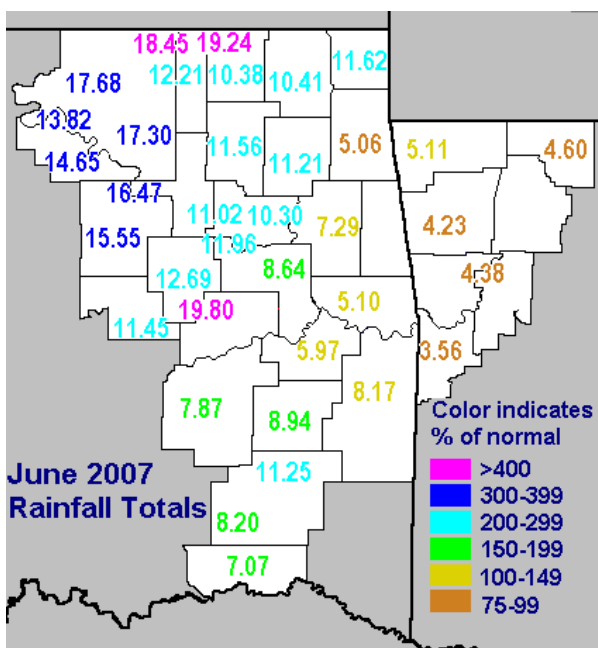 18.45 19.24
12.21 10.38 10.41 11.62
17.68
13.82 17.30 11.56 11.21 5.06 5.11 4.60
14.65
16.47
11.02 10.30 7.29 4.23
15.55 11.96
12.69 8.64 4.38
19.80 5.10
11.45
5.97 3.56
8.17
7.87 8.94
11.25
8.20
7.07
June 2007
Rainfall Totals
Color indicates
% of normal
>400
300-399
200-299
150-199
100-149
75-99